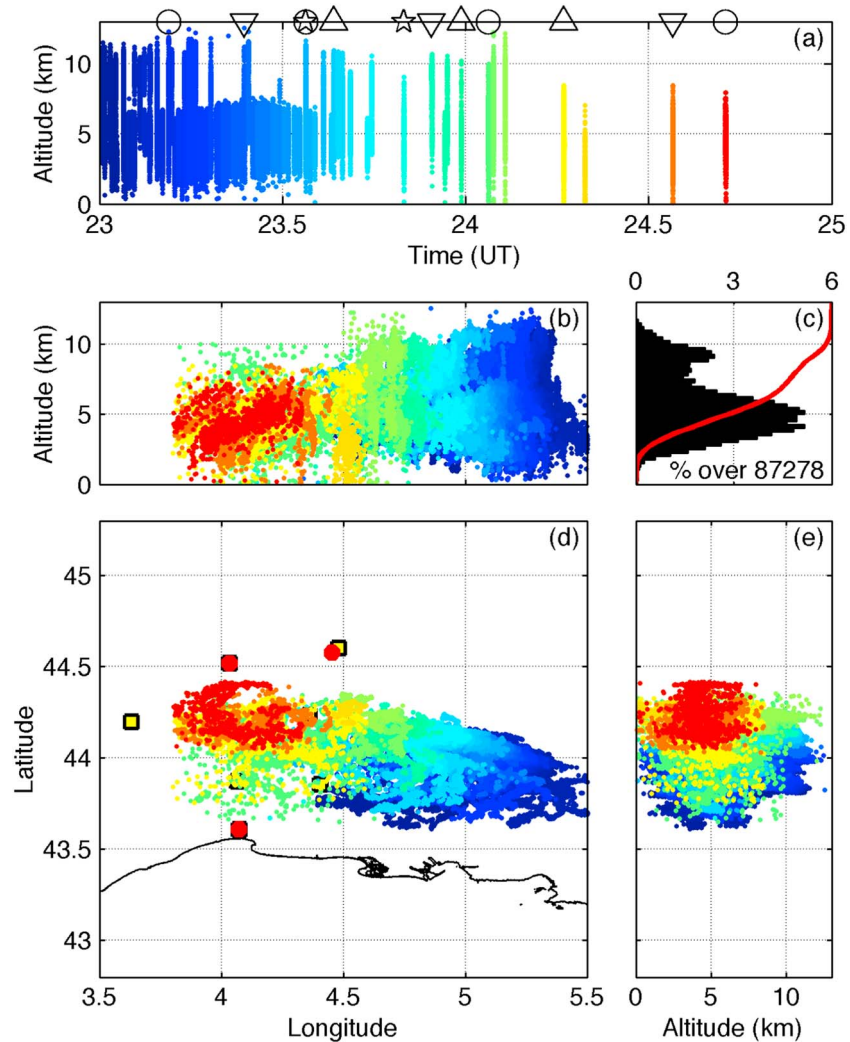 (a)
Altitude (km)
10
5
0
23
23.5
24
24.5
25
Time (UT)
0
3
6
Altitude (km)
10
5
0
(b)
(c)
% over 87278
Latitude
45
44.5
44
43.5
43
(d)
(e)
3.5
4
4.5
5
5.5
0
5
10
Longitude
Altitude (km)